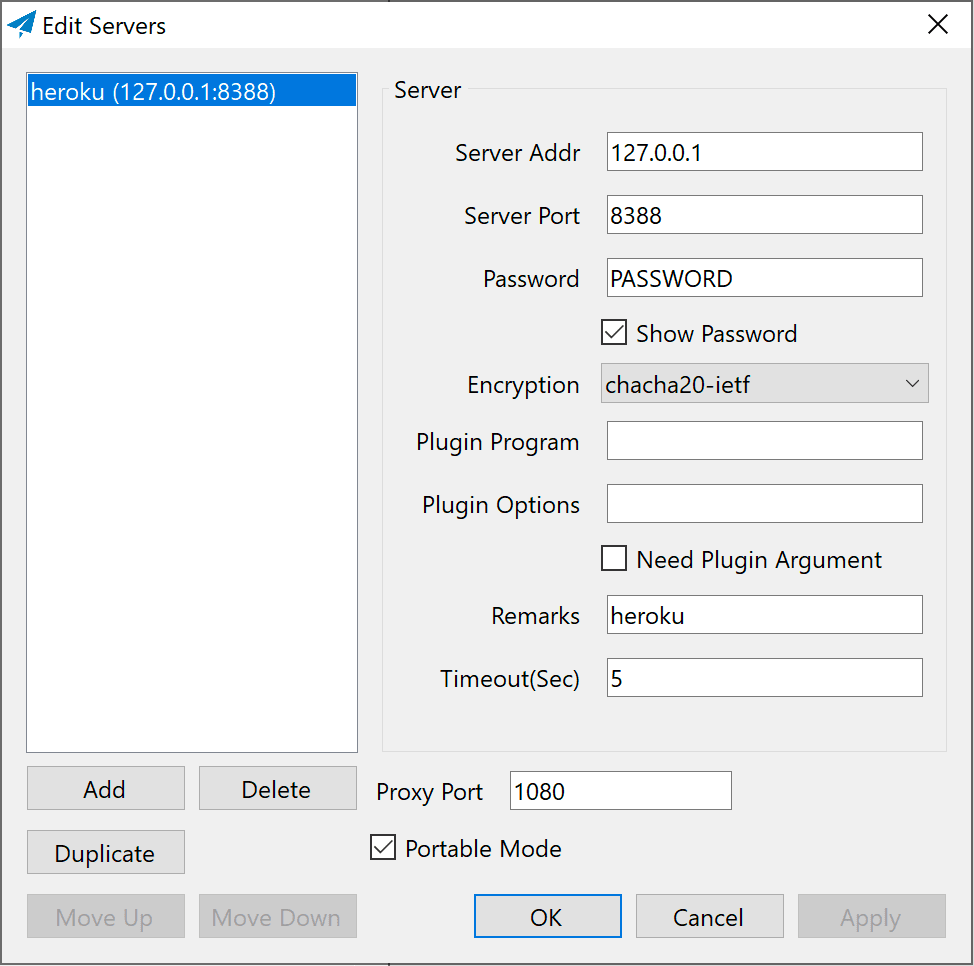 Edit Servers
heroku (127.0.0.1:8388)
Server
Server Addr 127.0.0.1
Server Port 8388
Password PASSWORD
Show Password
Encryption chacha20-ietf
Plugin Program
Plugin Options
Need Plugin Argument
Remarks heroku
Timeout(Sec) 5
Add Delete Proxy Port 1080
Duplicate Portable Mode
Move Up Move Down OK Cancel Apply